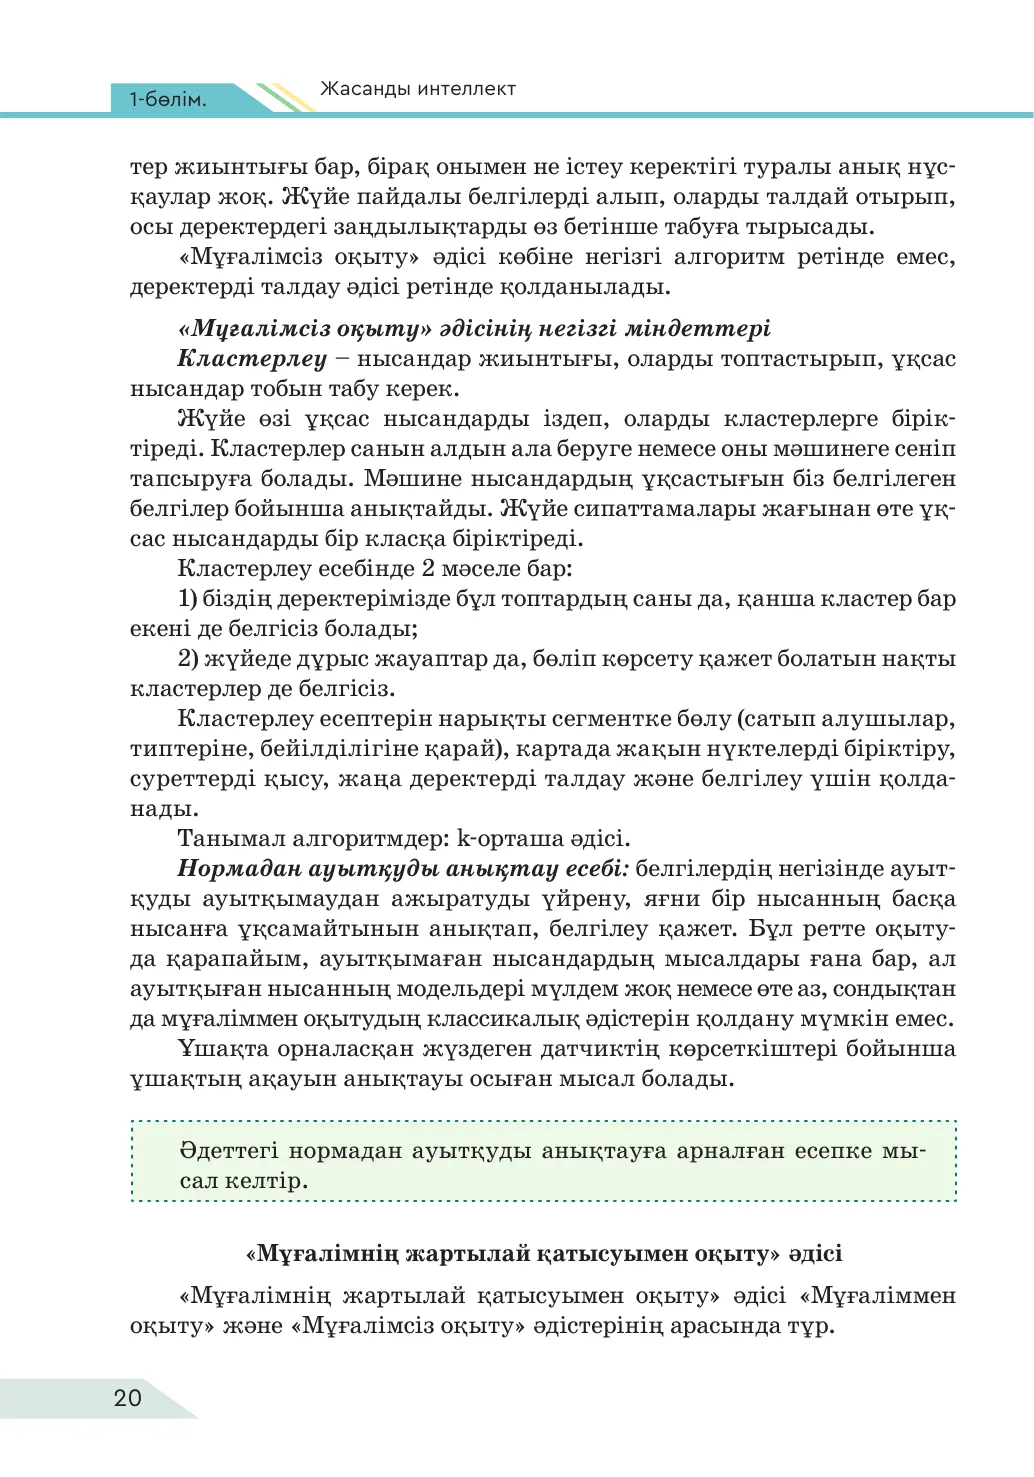 1-бөлім.
Жасанды интеллект
тер жиынтығы бар, бірақ онымен не істеу керектігі туралы анық нұс-
қаулар жоқ. Жүйе пайдалы белгілерді алып, оларды талдай отырып,
осы деректердегі заңдылықтарды өз бетінше табуға тырысады.
«Мұғалімсіз оқыту» әдісі көбіне негізгі алгоритм ретінде емес,
деректерді талдау әдісі ретінде қолданылады.
«Мұғалімсіз оқыту» әдісінің негізгі міндеттері
Кластерлеу – нысандар жиынтығы, оларды топтастырып, ұқсас
нысандар тобын табу керек.
Жүйе өзі ұқсас нысандарды іздеп, оларды кластерлерге бірік-
тіреді. Кластерлер санын алдын ала беруге немесе оны мәшинеге сеніп
тапсыруға болады. Мәшине нысандардың ұқсастығын біз белгілеген
белгілер бойынша анықтайды. Жүйе сипаттамалары жағынан өте ұқ-
сас нысандарды бір класқа біріктіреді.
Кластерлеу есебінде 2 мәселе бар:
1) біздің деректерімізде бұл топтардың саны да, қанша кластер бар
екені де белгісіз болады;
2) жүйеде дұрыс жауаптар да, бөліп көрсету қажет болатын нақты
кластерлер де белгісіз.
Кластерлеу есептерін нарықты сегментке бөлу (сатып алушылар,
типтеріне, бейілділігіне қарай), картада жақын нүктелерді біріктіру,
суреттерді қысу, жаңа деректерді талдау және белгілеу үшін қолда-
нады.
Танымал алгоритмдер: k-орташа әдісі.
Нормадан ауытқуды анықтау есебі: белгілердің негізінде ауыт-
қуды ауытқымаудан ажыратуды үйрену, яғни бір нысанның басқа
нысанға ұқсамайтынын анықтап, белгілеу қажет. Бұл ретте оқыту-
да қарапайым, ауытқымаған нысандардың мысалдары ғана бар, ал
ауытқыған нысанның модельдері мүлдем жоқ немесе өте аз, сондықтан
да мұғаліммен оқытудың классикалық әдістерін қолдану мүмкін емес.
Ұшақта орналасқан жүздеген датчиктің көрсеткіштері бойынша
ұшақтың ақауын анықтауы осыған мысал болады.
Әдеттегі нормадан ауытқуды анықтауға арналған есепке мы-
сал келтір.
«Мұғалімнің жартылай қатысуымен оқыту» әдісі
«Мұғалімнің жартылай қатысуымен оқыту» әдісі «Мұғаліммен
оқыту» және «Мұғалімсіз оқыту» әдістерінің арасында тұр.
20